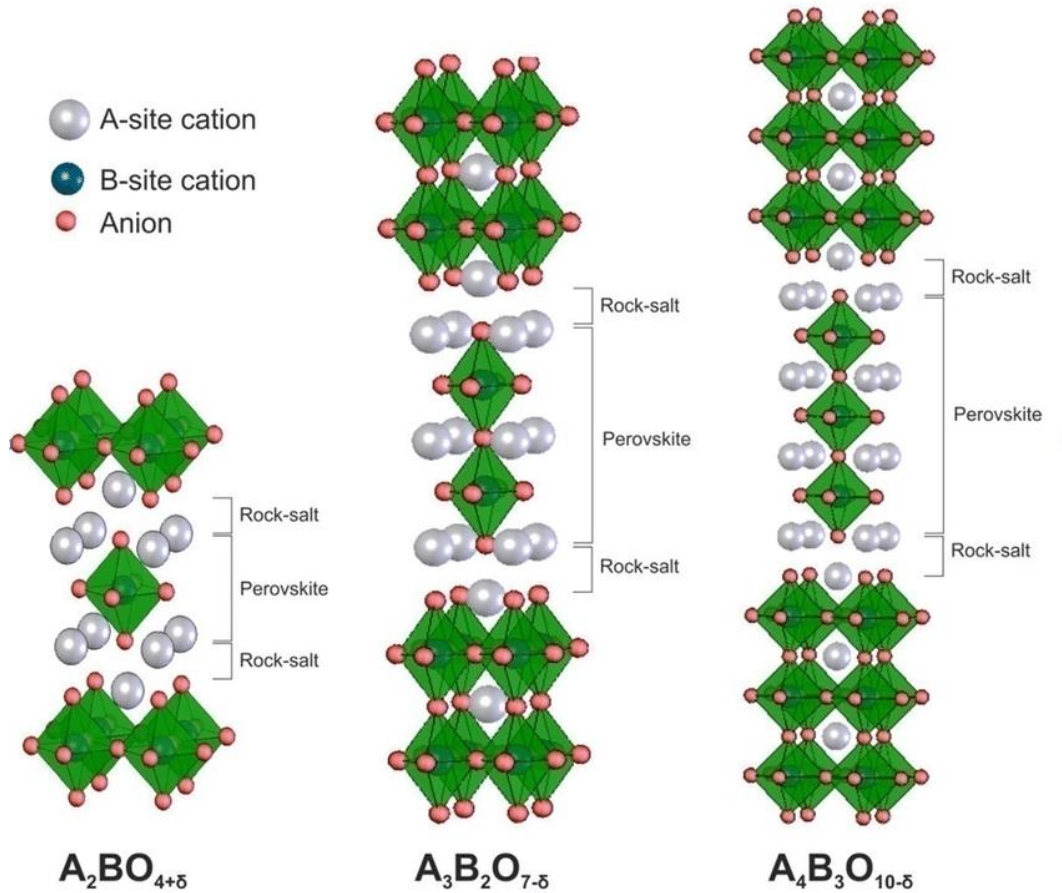 A-site cation
B-site cation
Anion
Rock-salt
Perovskite
Rock-salt
A₂BO₄₊δ
Rock-salt
Perovskite
Rock-salt
A₃B₂O₇₋δ
Rock-salt
Perovskite
Rock-salt
A₄B₃O₁₀₋δ